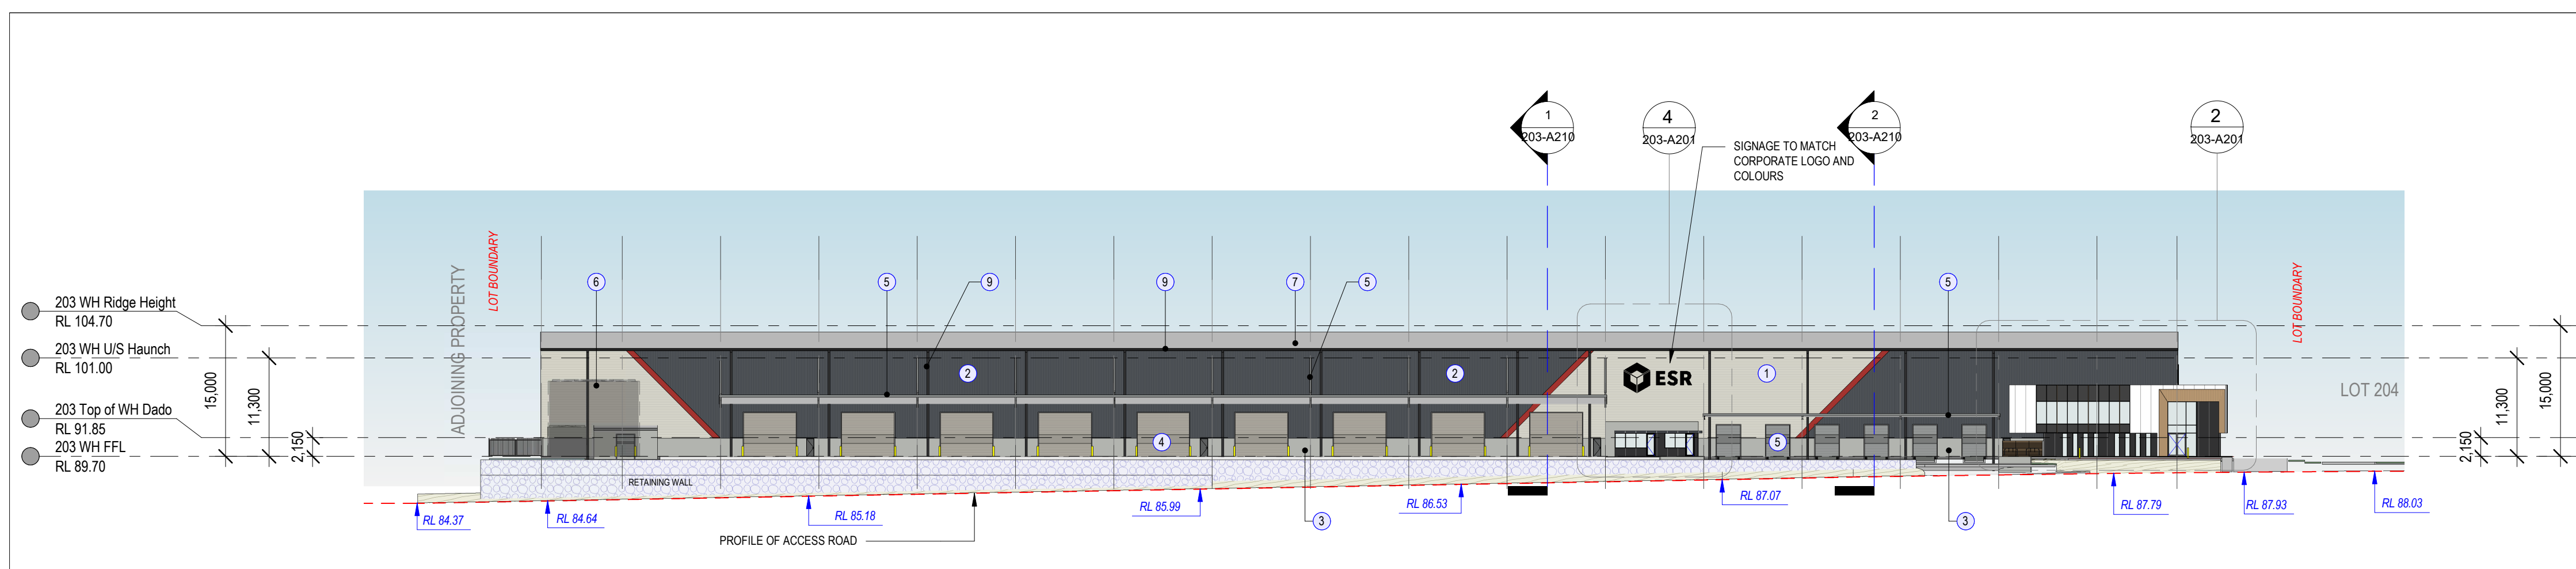 1
203-A210
4
203-A201
2
203-A210
2
203-A201
SIGNAGE TO MATCH
CORPORATE LOGO AND
COLOURS
LOT BOUNDARY
ADJOINING PROPERTY
LOT BOUNDARY
LOT 204
6
5
9
9
7
5
5
203 WH Ridge Height
RL 104.70
203 WH U/S Haunch
RL 101.00
203 Top of WH Dado
RL 91.85
203 WH FFL
RL 89.70
15,000
11,300
2,150
2
2
ESR
1
4
5
2,150
11,300
15,000
RETAINING WALL
RL 84.37
RL 84.64
RL 85.18
RL 85.99
RL 86.53
RL 87.07
RL 87.79
RL 87.93
RL 88.03
3
3
PROFILE OF ACCESS ROAD